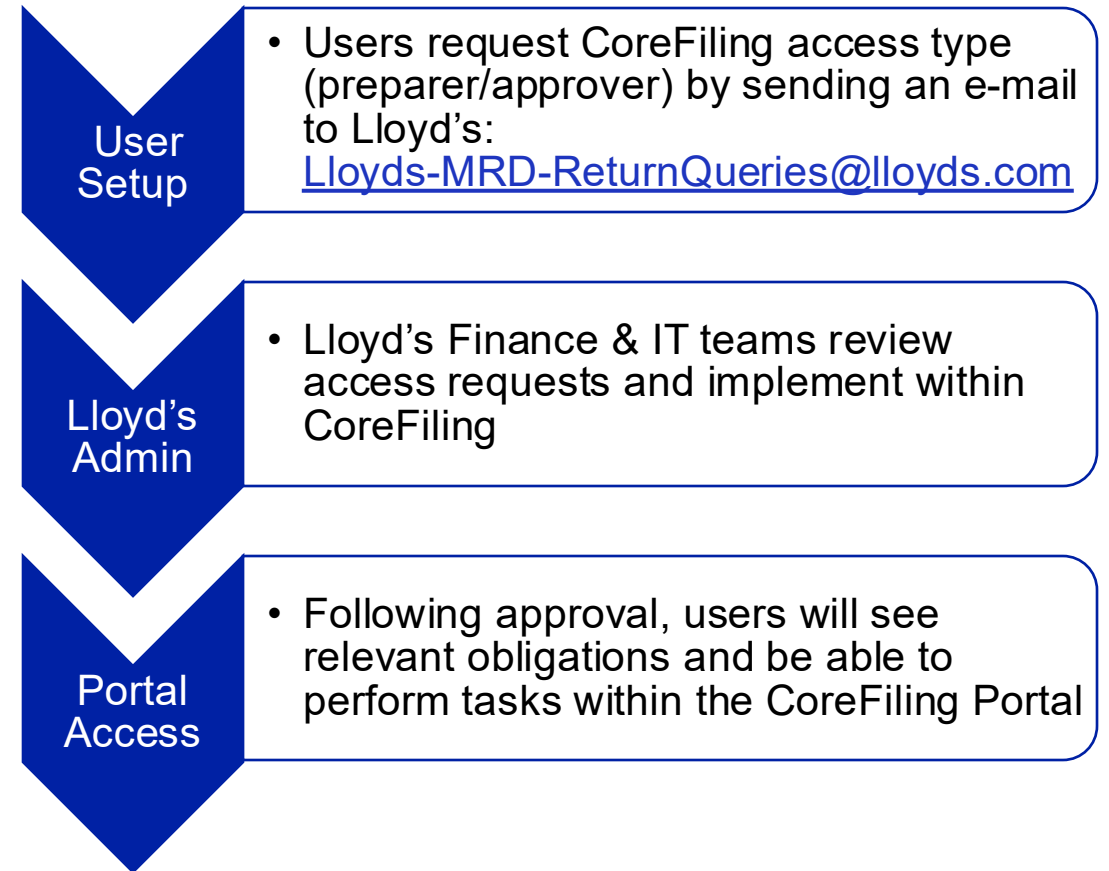 User
Setup
• Users request CoreFiling access type
(preparer/approver) by sending an e-mail
to Lloyd’s:
Lloyds-MRD-ReturnQueries@lloyds.com
Lloyd’s
Admin
• Lloyd’s Finance & IT teams review
access requests and implement within
CoreFiling
Portal
Access
• Following approval, users will see
relevant obligations and be able to
perform tasks within the CoreFiling Portal